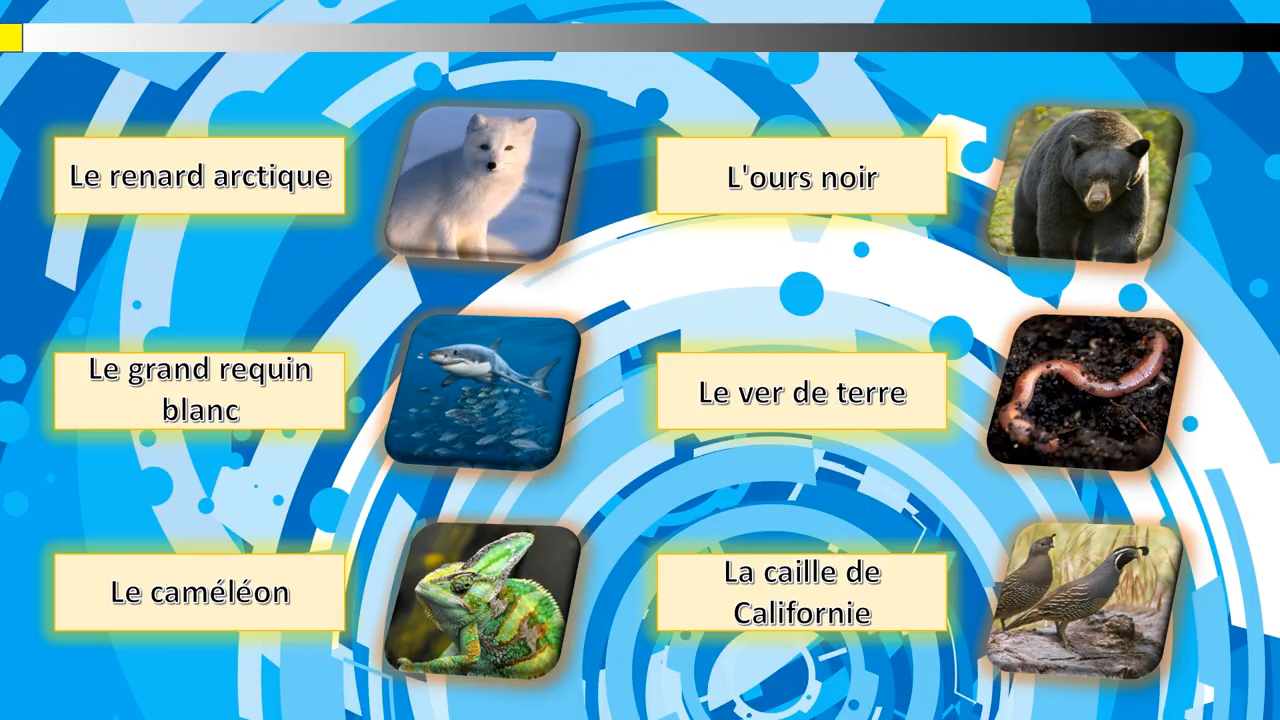 Le renard arctique
L'ours noir
Le grand requin
blanc
Le ver de terre
Le caméléon
La caille de
Californie